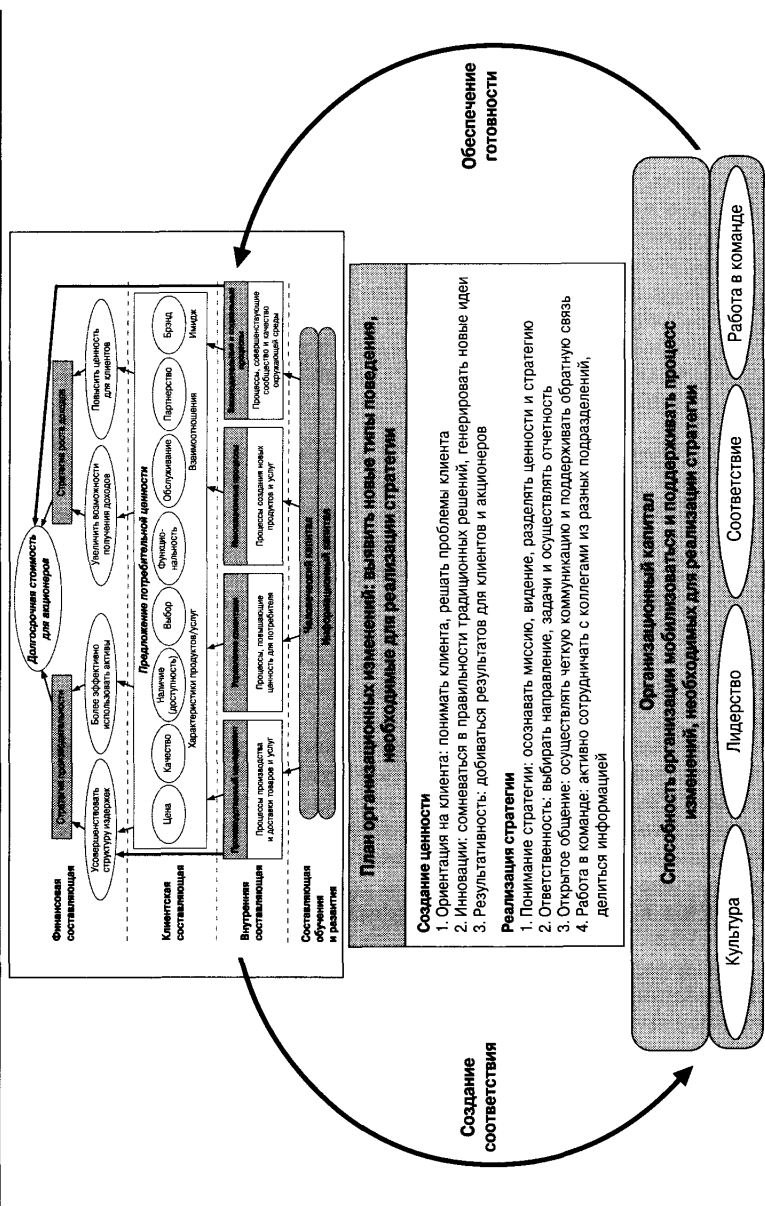 Финансовая
составляющая
Долгосрочная стоимость
для акционеров
Стратегия производительности
Стратегия роста доходов
Усовершенствовать
структуру издержек
Более эффективно
использовать активы
Увеличить возможности
получения доходов
Повысить ценность
для клиентов
Клиентская
составляющая
Предложение потребительной ценности
Цена
Качество
Наличие
(доступность)
Выбор
Функцио-
нальность
Обслуживание
Партнерство
Брэнд
Характеристики продуктов/услуг
Взаимоотношения
Имидж
Внутренняя
составляющая
Процессы производства
и доставки товаров и услуг
Процессы, повышающие
ценность для потребителя
Процессы создания новых
продуктов и услуг
Процессы, совершенствующие
сообщество и качество
окружающей среды
Составляющая
обучения
и развития
Человеческий капитал
Информационный капитал
План организационных изменений: выявить новые типы поведения,
необходимые для реализации стратегии
Создание ценности
1. Ориентация на клиента: понимать клиента, решать проблемы клиента
2. Инновации: сомневаться в правильности традиционных решений, генерировать новые идеи
3. Результативность: добиваться результатов для клиентов и акционеров
Реализация стратегии
1. Понимание стратегии: осознавать миссию, видение, разделять ценности и стратегию
2. Ответственность: выбирать направление, задачи и осуществлять отчетность
3. Открытое общение: осуществлять четкую коммуникацию и поддерживать обратную связь
4. Работа в команде: активно сотрудничать с коллегами из разных подразделений,
делиться информацией
Создание
соответствия
Обеспечение
готовности
Организационный капитал
Способность организации мобилизоваться и поддерживать процесс
изменений, необходимых для реализации стратегии
Культура
Лидерство
Соответствие
Работа в команде